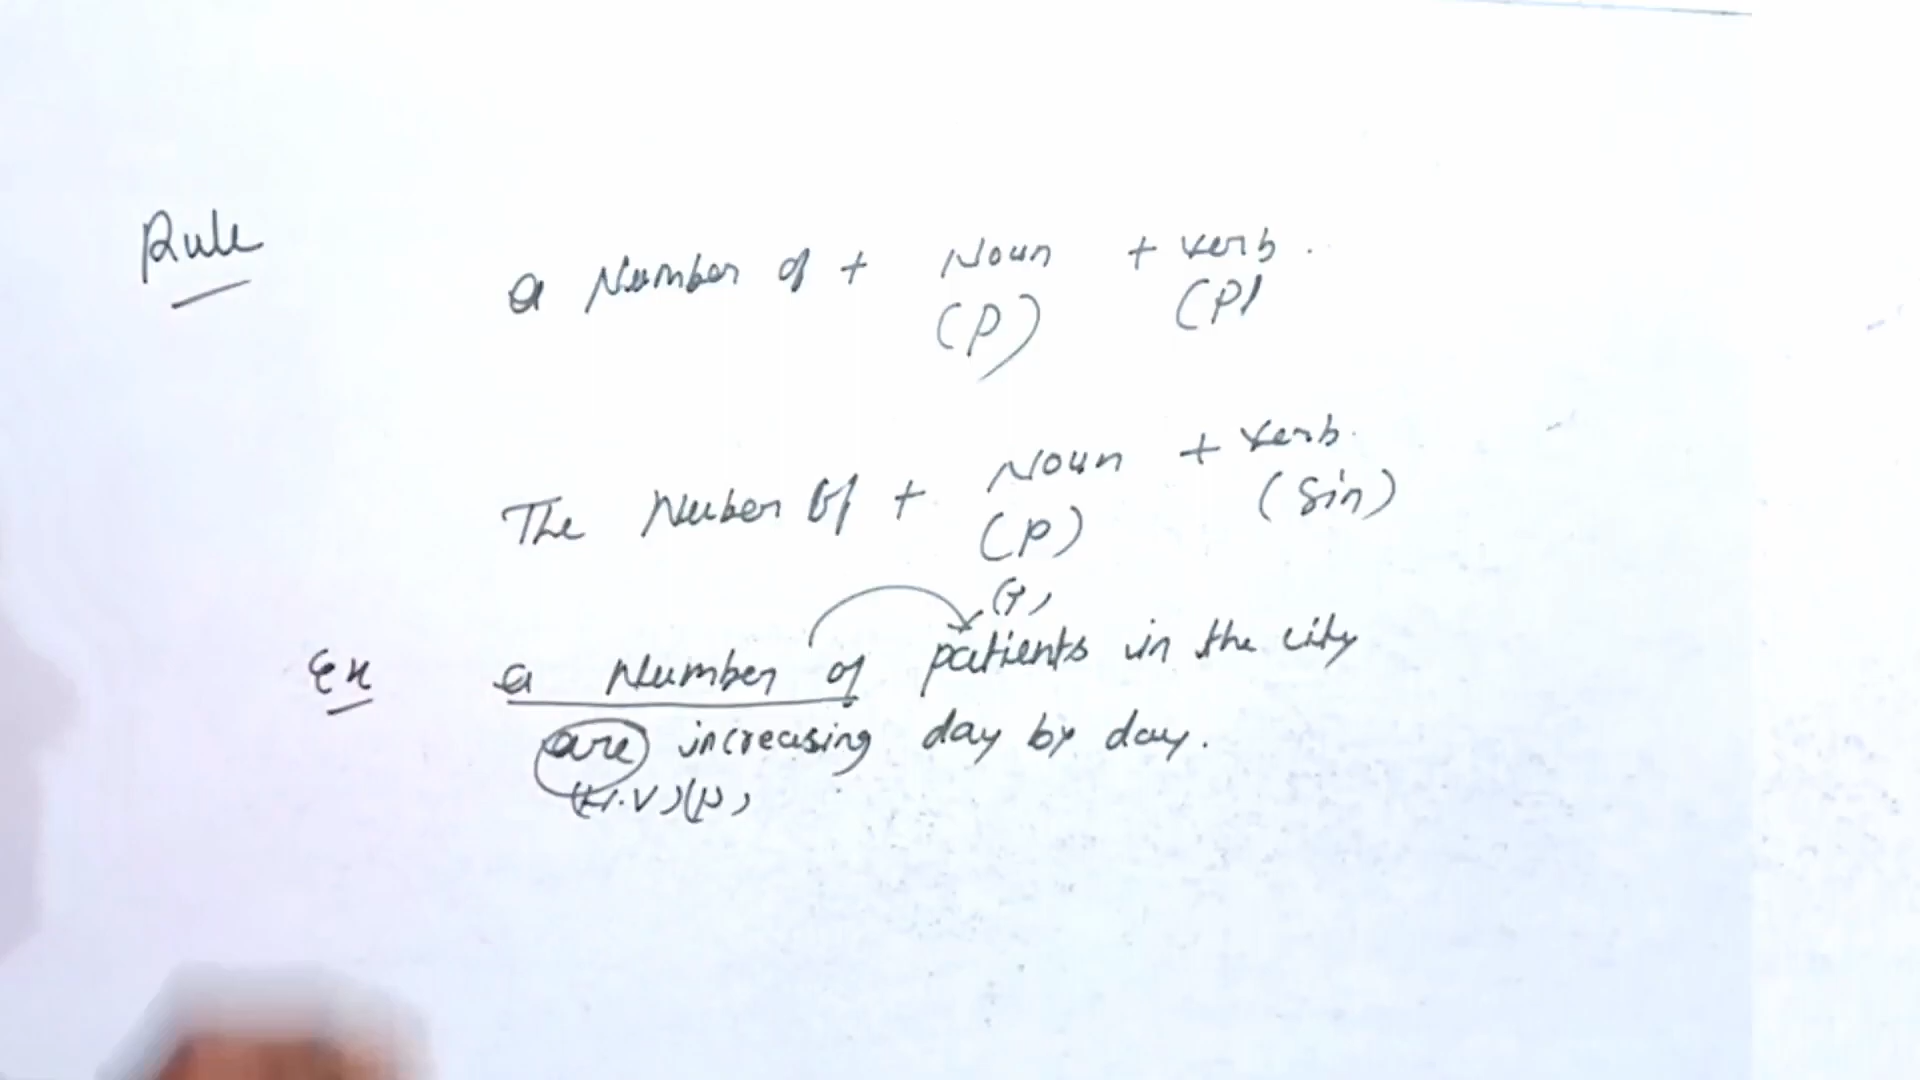 Rule
a Number of + Noun + verb.
(P) (P)
The Nuber Of + Noun + verb.
(P) (Sin)
(P)
Ex a Number of patients in the city
are increasing day by day.
(H.V) (P)